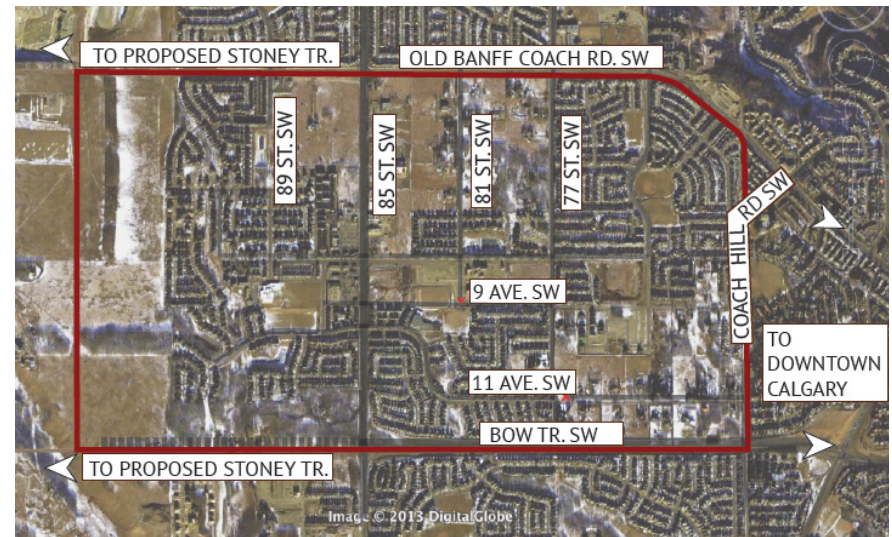 TO PROPOSED STONEY TR.
OLD BANFF COACH RD. SW
89 ST. SW
85 ST. SW
81 ST. SW
77 ST. SW
COACH HILL RD SW
9 AVE. SW
TO
DOWNTOWN
CALGARY
11 AVE. SW
BOW TR. SW
TO PROPOSED STONEY TR.
Image © 2013 DigitalGlobe